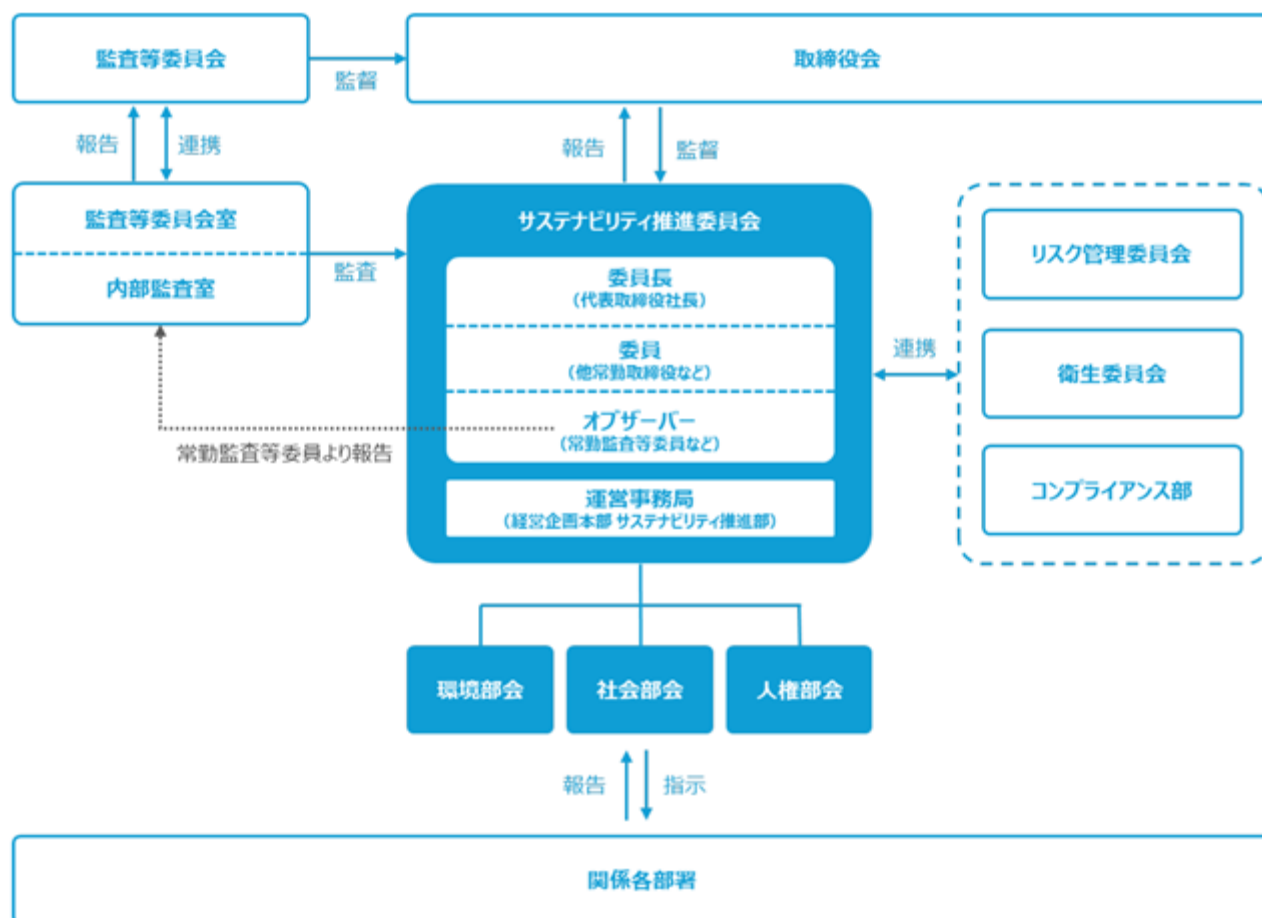 監査等委員会
監督
取締役会
報告
連携
報告
監督
監査等委員会室
内部監査室
監査
サステナビリティ推進委員会
委員長
(代表取締役社長)
委員
(他常勤取締役など)
オブザーバー
(常勤監査等委員など)
運営事務局
(経営企画本部 サステナビリティ推進部)
常勤監査等委員より報告
連携
リスク管理委員会
衛生委員会
コンプライアンス部
環境部会
社会部会
人権部会
報告
指示
関係各部署